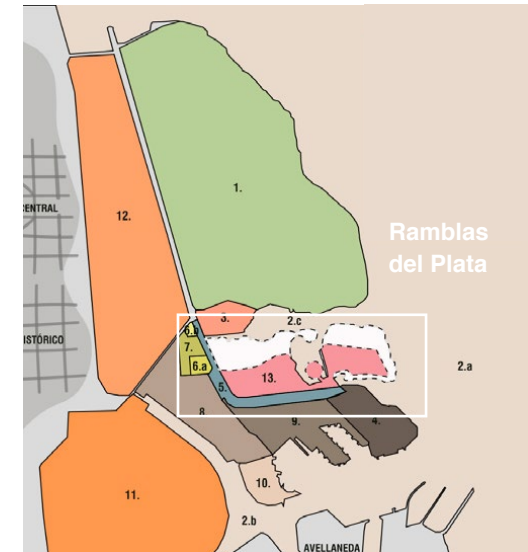 1.
CENTRAL
12.
Ramblas
del Plata
3.
2.c
6.b
ISTÓRICO
7.
2.a
6.a
13.
5.
8.
9.
4.
10.
11.
2.b
AVELLANEDA